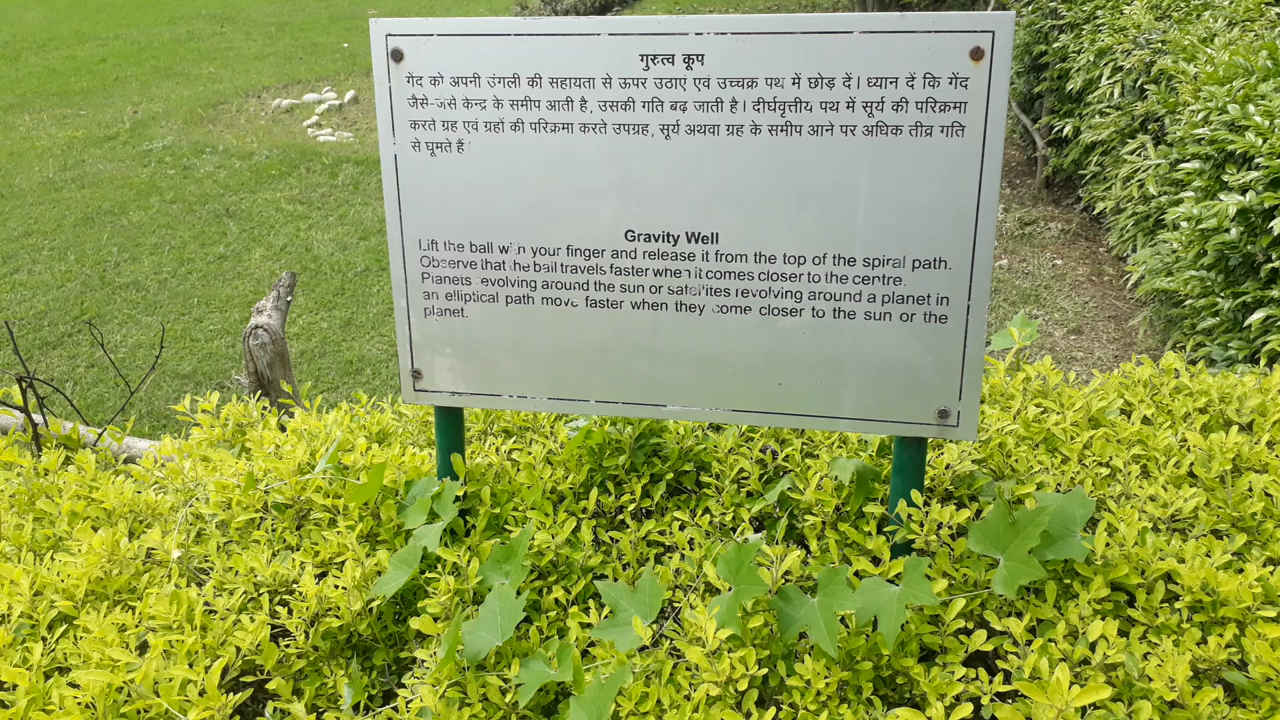 गुरुत्व कूप
गेंद को अपनी उंगली की सहायता से ऊपर उठाएं एवं उच्चक्र पथ में छोड़ दें। ध्यान दें कि गेंद
जैसे-जैसे केन्द्र के समीप आती है, उसकी गति बढ़ जाती है। दीर्घवृत्तीय पथ में सूर्य की परिक्रमा
करते ग्रह एवं ग्रहों की परिक्रमा करते उपग्रह, सूर्य अथवा ग्रह के समीप आने पर अधिक तीव्र गति
से घूमते हैं
Gravity Well
Lift the ball with your finger and release it from the top of the spiral path.
Observe that the ball travels faster when it comes closer to the centre.
Planets revolving around the sun or satellites revolving around a planet in
an elliptical path move faster when they come closer to the sun or the
planet.